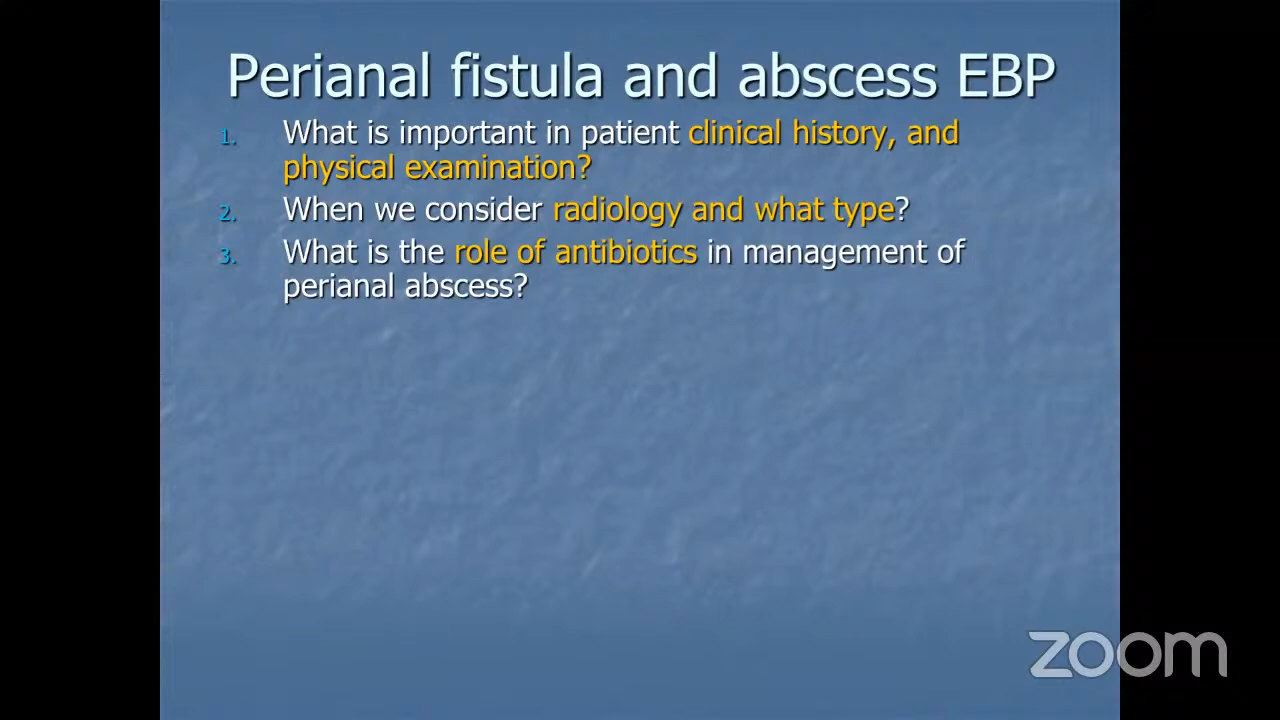 Perianal fistula and abscess EBP
1. What is important in patient clinical history, and
physical examination?
2. When we consider radiology and what type?
3. What is the role of antibiotics in management of
perianal abscess?
zoom